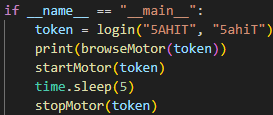 if __name__ == "__main__":
    token = login("5AHIT", "5ahiT")
    print(browseMotor(token))
    startMotor(token)
    time.sleep(5)
    stopMotor(token)